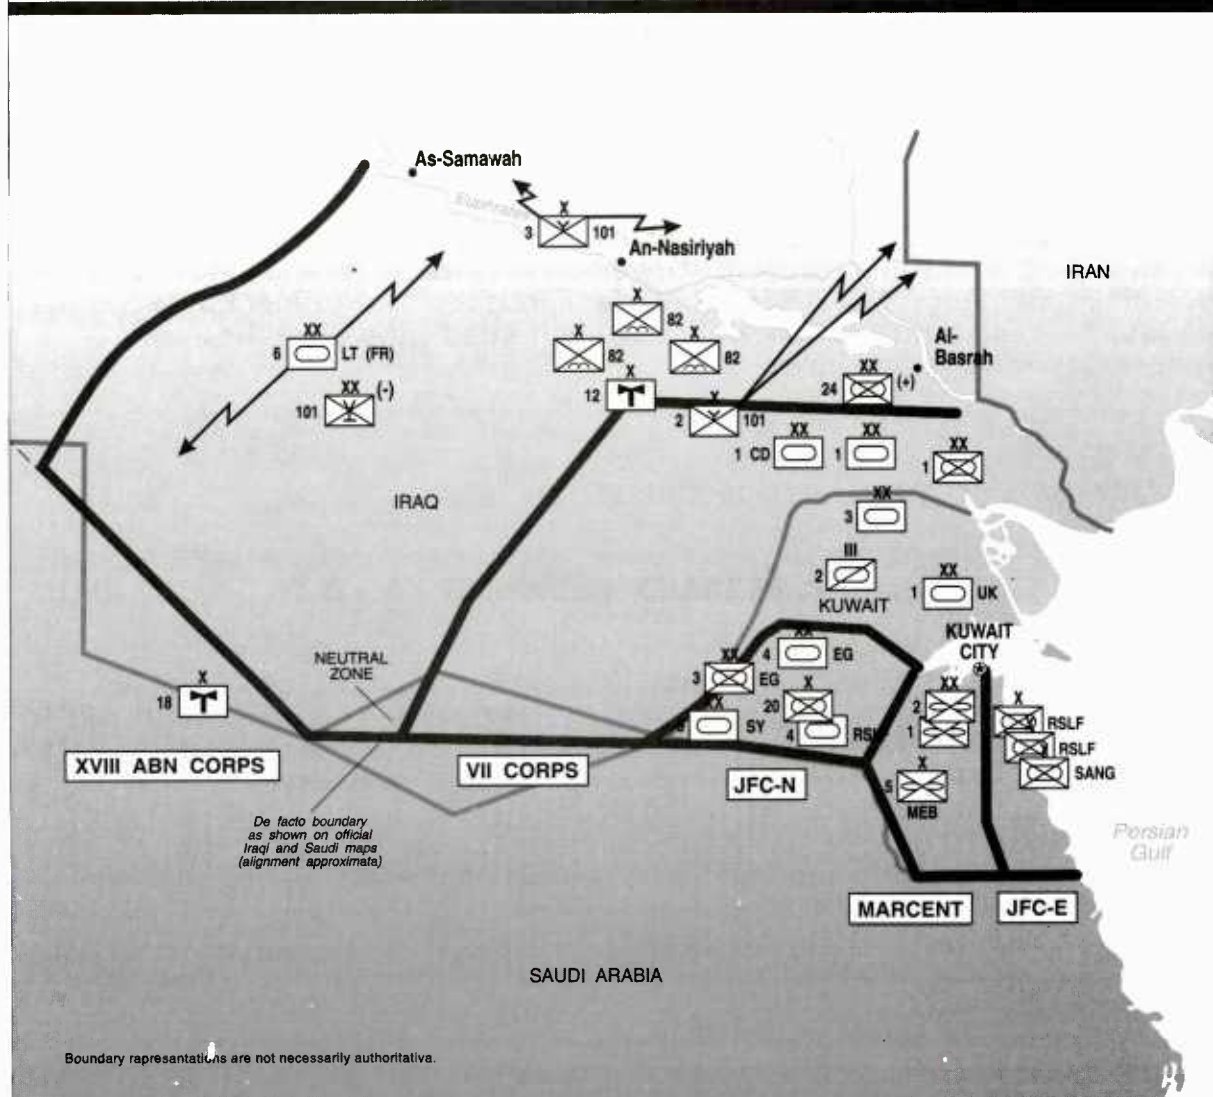 As-Samawah
X
3
101
An-Nasiriyah
IRAN
X
82
X
82
X
82
Al-
Basrah
XX
6
LT (FR)
XX
(-)
101
X
12
XX
24
(+)
X
2
101
XX
1 CD
XX
1
XX
1
IRAQ
XX
3
III
2
KUWAIT
XX
1
UK
KUWAIT
CITY
NEUTRAL
ZONE
XX
4
EG
XX
3
EG
X
18
X
20
XX
SY
4
XX
2
1
X
RSLF
RSLF
SANG
X
5
MEB
XVIII ABN CORPS
VII CORPS
JFC-N
De facto boundary
as shown on official
Iraqi and Saudi maps
(alignment approximata)
Persian
Gulf
MARCENT
JFC-E
SAUDI ARABIA
Boundary rapresantations are not necessarily authoritativa.